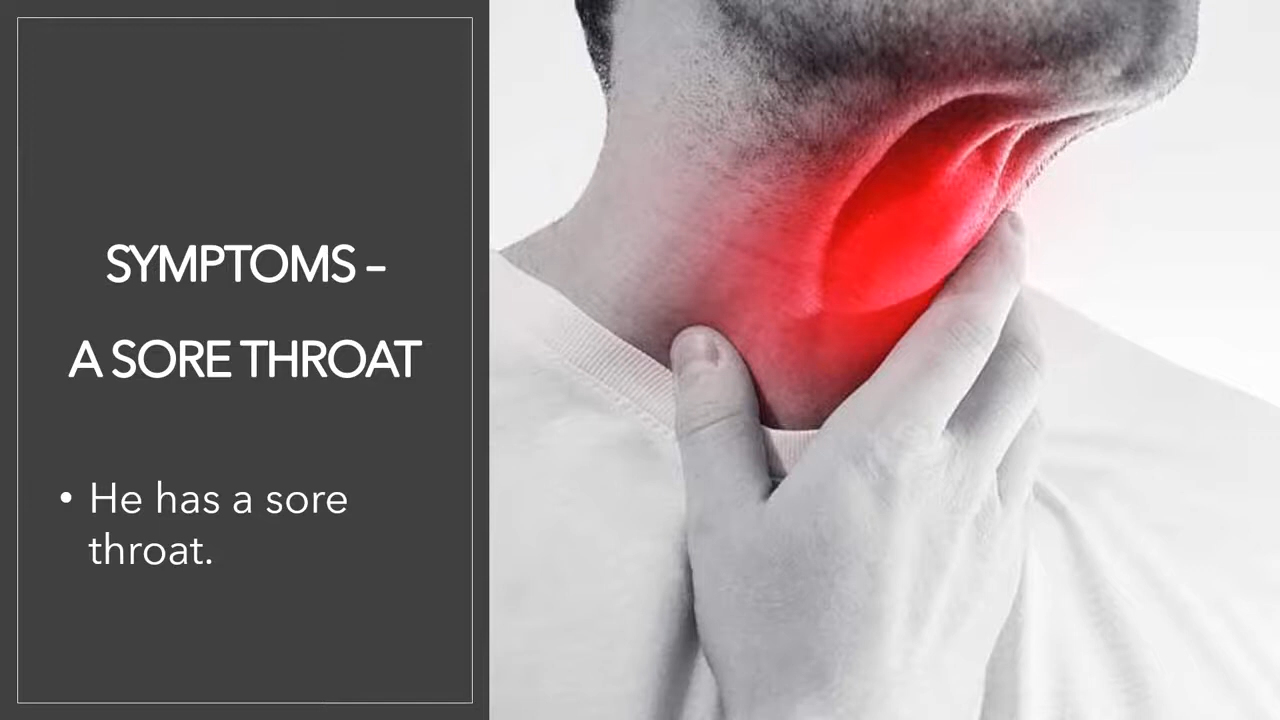 SYMPTOMS –
A SORE THROAT
• He has a sore
throat.